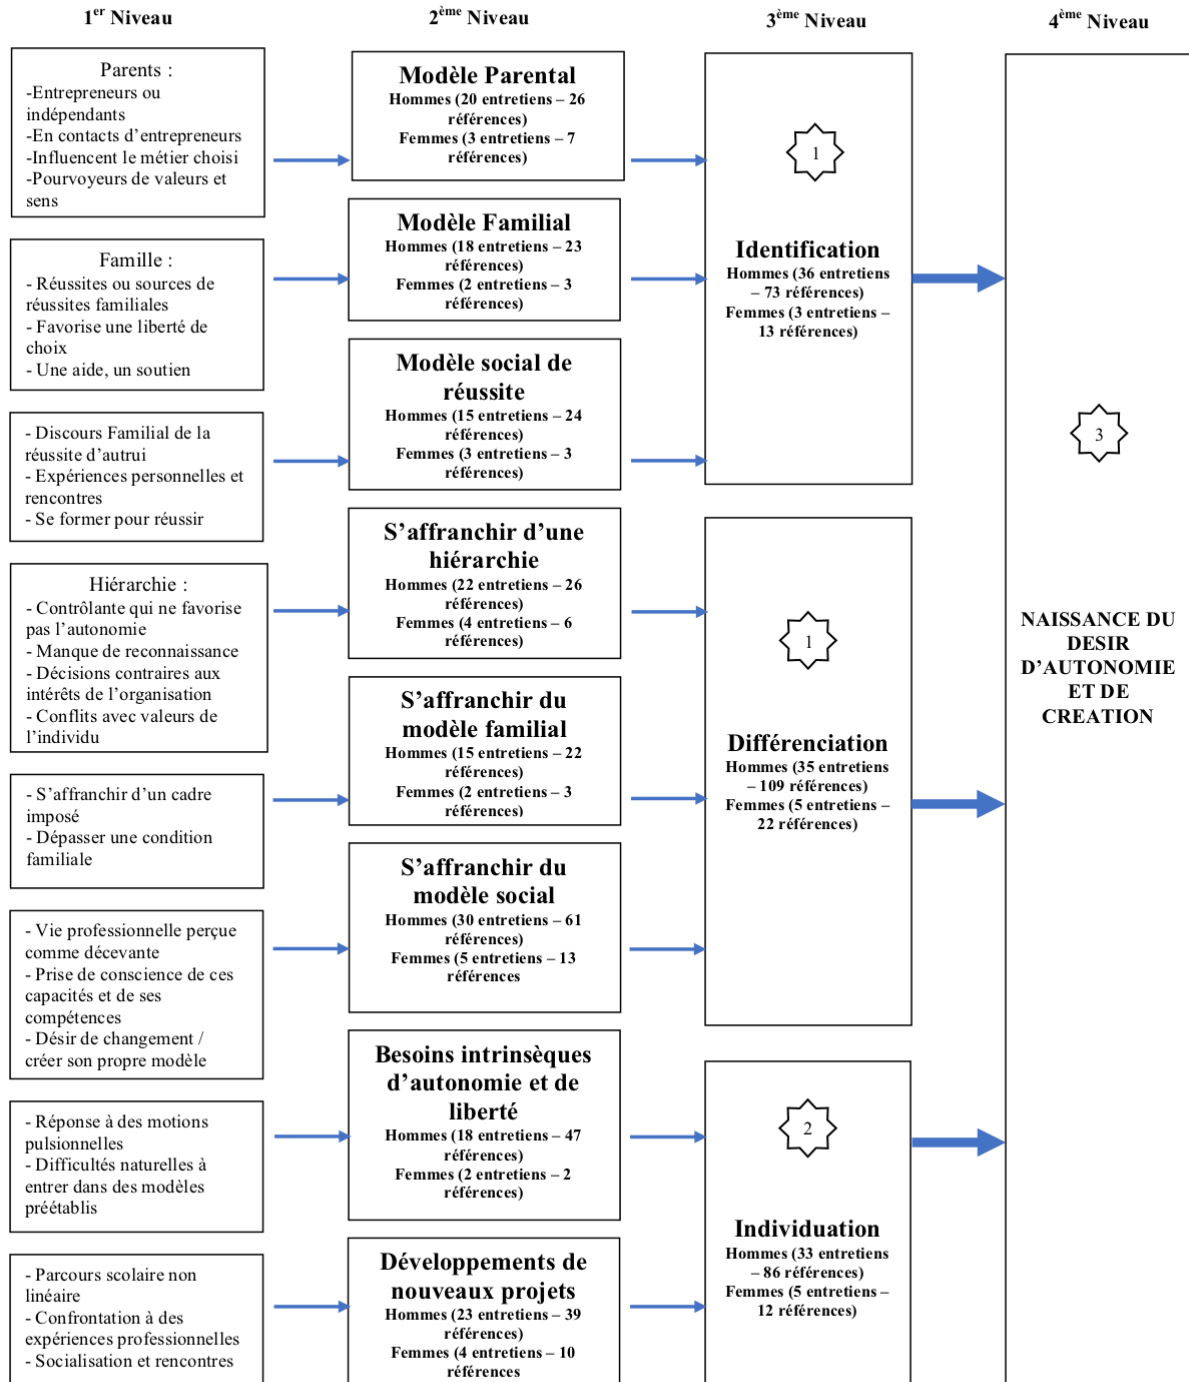 1er Niveau
2ème Niveau
3ème Niveau
4ème Niveau
Parents :
-Entrepreneurs ou
indépendants
-En contacts d’entrepreneurs
-Influencent le métier choisi
-Pourvoyeurs de valeurs et
sens
Famille :
- Réussites ou sources de
réussites familiales
- Favorise une liberté de
choix
- Une aide, un soutien
- Discours Familial de la
réussite d’autrui
- Expériences personnelles et
rencontres
- Se former pour réussir
Hiérarchie :
- Contrôlante qui ne favorise
pas l’autonomie
- Manque de reconnaissance
- Décisions contraires aux
intérêts de l’organisation
- Conflits avec valeurs de
l’individu
- S’affranchir d’un cadre
imposé
- Dépasser une condition
familiale
- Vie professionnelle perçue
comme décevante
- Prise de conscience de ces
capacités et de ses
compétences
- Désir de changement /
créer son propre modèle
- Réponse à des motions
pulsionnelles
- Difficultés naturelles à
entrer dans des modèles
préétablis
- Parcours scolaire non
linéaire
- Confrontation à des
expériences professionnelles
- Socialisation et rencontres
Modèle Parental
Hommes (20 entretiens – 26
références)
Femmes (3 entretiens – 7
références)
Modèle Familial
Hommes (18 entretiens – 23
références)
Femmes (2 entretiens – 3
références)
Modèle social de
réussite
Hommes (15 entretiens – 24
références)
Femmes (3 entretiens – 3
références)
S’affranchir d’une
hiérarchie
Hommes (22 entretiens – 26
références)
Femmes (4 entretiens – 6
références)
S’affranchir du
modèle familial
Hommes (15 entretiens – 22
références)
Femmes (2 entretiens – 3
références)
S’affranchir du
modèle social
Hommes (30 entretiens – 61
références)
Femmes (5 entretiens – 13
références
Besoins intrinsèques
d’autonomie et de
liberté
Hommes (18 entretiens – 47
références)
Femmes (2 entretiens – 2
références)
Développements de
nouveaux projets
Hommes (23 entretiens – 39
références)
Femmes (4 entretiens – 10
références
1
Identification
Hommes (36 entretiens
– 73 références)
Femmes (3 entretiens –
13 références)
1
Différenciation
Hommes (35 entretiens
– 109 références)
Femmes (5 entretiens –
22 références)
2
Individuation
Hommes (33 entretiens
– 86 références)
Femmes (5 entretiens –
12 références)
3
NAISSANCE DU
DESIR
D’AUTONOMIE
ET DE
CREATION